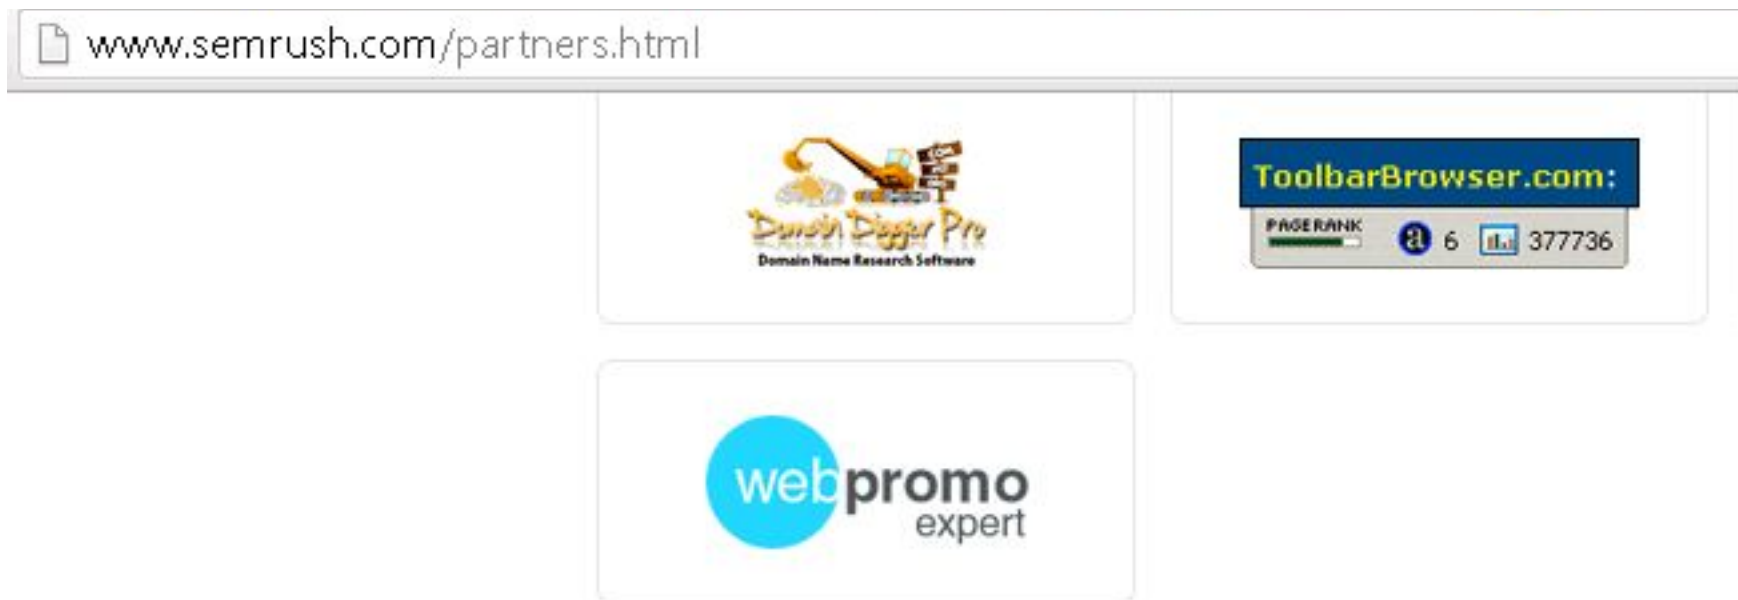 www.semrush.com/partners.html
Domain Digger Pro
Domain Name Research Software
ToolbarBrowser.com:
PAGERANK
a 6 377736
webpromo
expert